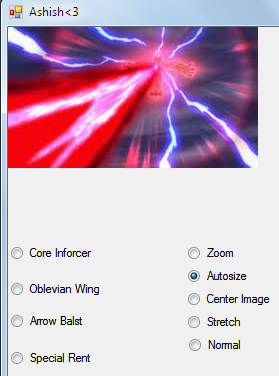 Ashish<3
Core Inforcer
Zoom
Autosize
Oblevian Wing
Center Image
Arrow Balst
Stretch
Normal
Special Rent